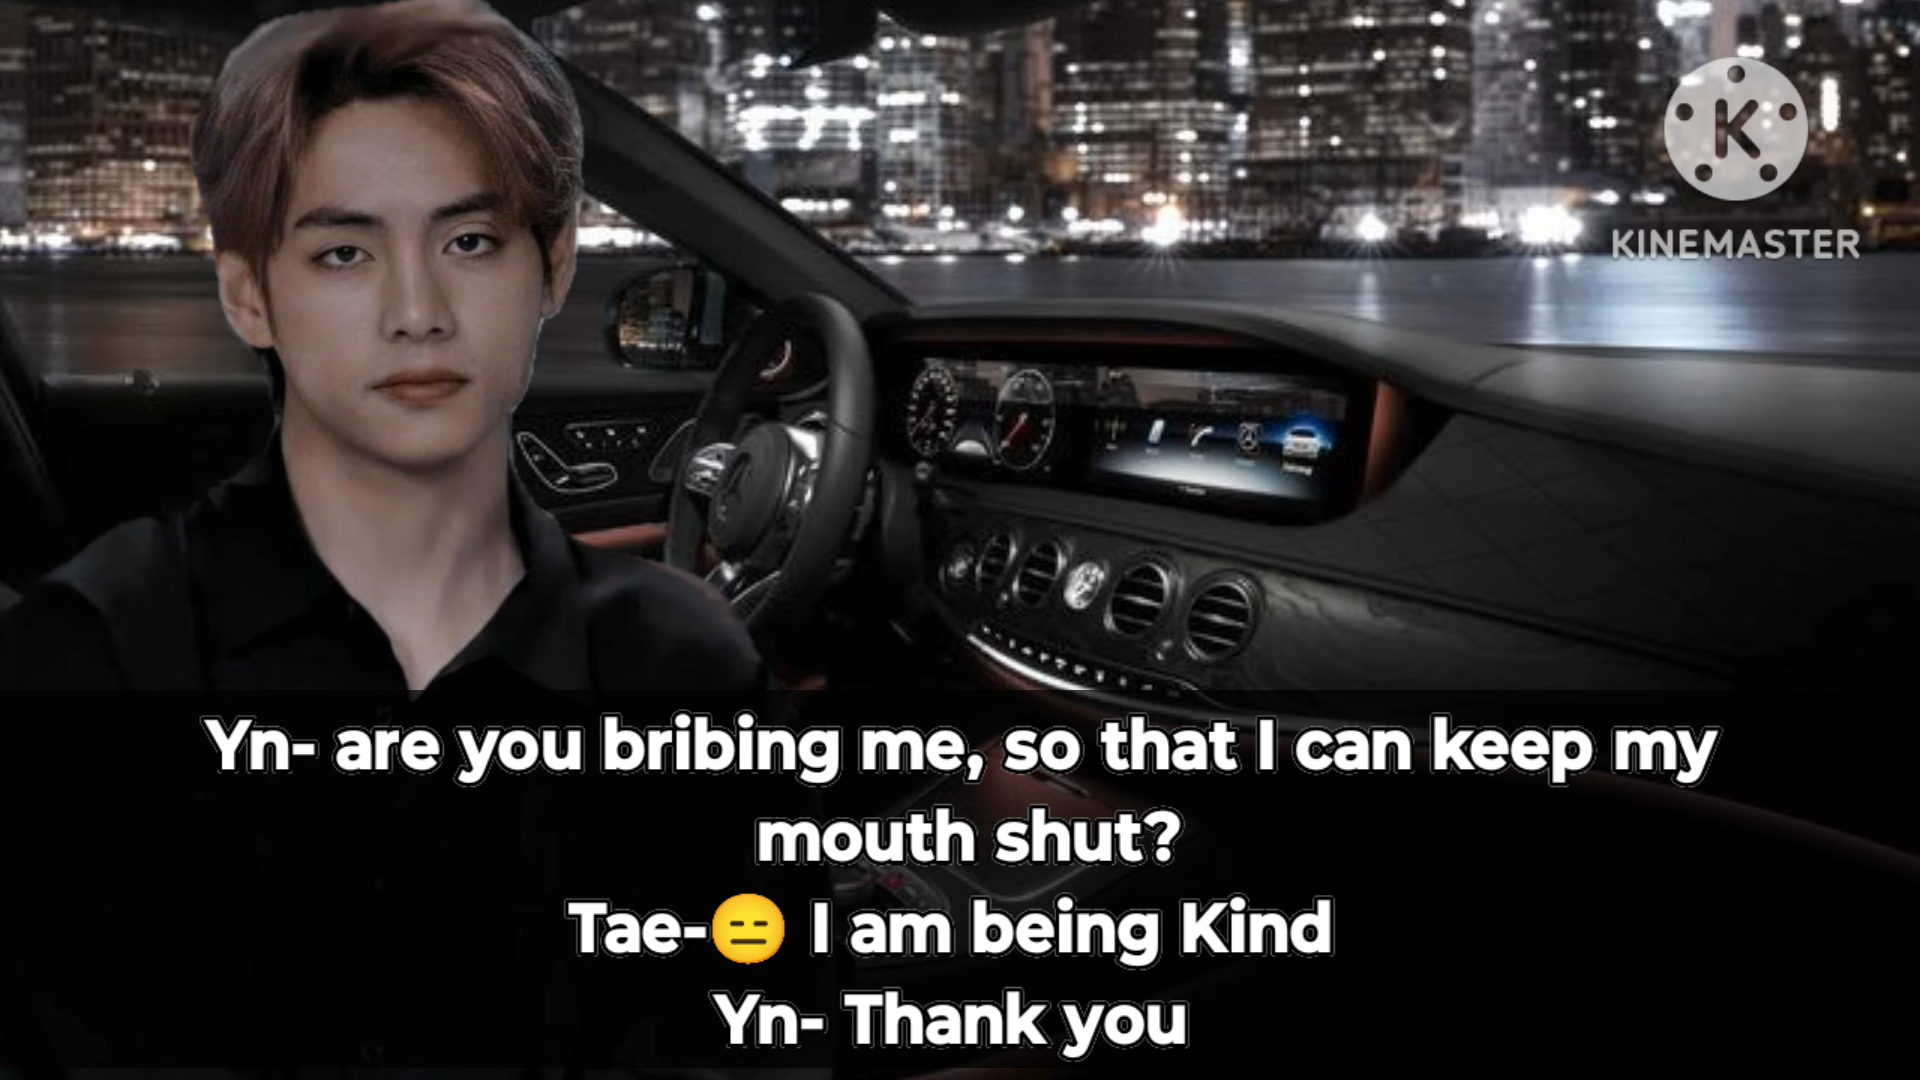 K
KINEMASTER
Yn- are you bribing me, so that I can keep my
mouth shut?
Tae-😑 I am being Kind
Yn- Thank you